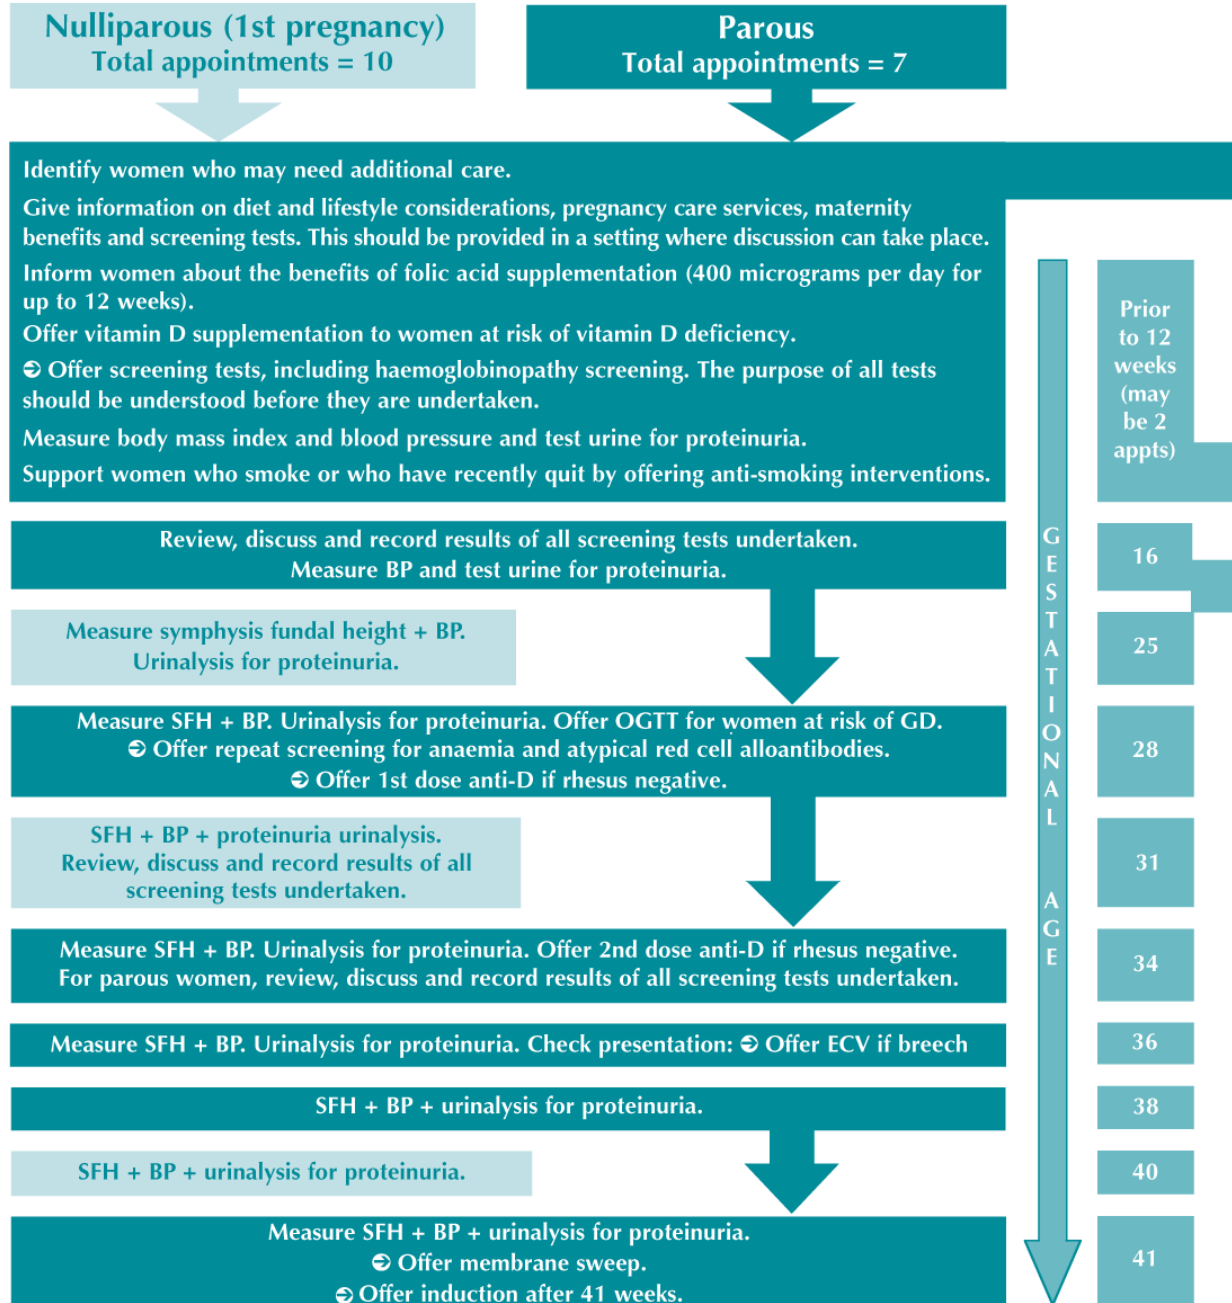 Nulliparous (1st pregnancy)
Total appointments = 10
Parous
Total appointments = 7
Identify women who may need additional care.
Give information on diet and lifestyle considerations, pregnancy care services, maternity
benefits and screening tests. This should be provided in a setting where discussion can take place.
Inform women about the benefits of folic acid supplementation (400 micrograms per day for
up to 12 weeks).
Offer vitamin D supplementation to women at risk of vitamin D deficiency.
➲ Offer screening tests, including haemoglobinopathy screening. The purpose of all tests
should be understood before they are undertaken.
Measure body mass index and blood pressure and test urine for proteinuria.
Support women who smoke or who have recently quit by offering anti-smoking interventions.
Prior
to 12
weeks
(may
be 2
appts)
GESTATIONAL AGE
Review, discuss and record results of all screening tests undertaken.
Measure BP and test urine for proteinuria.
16
Measure symphysis fundal height + BP.
Urinalysis for proteinuria.
25
Measure SFH + BP. Urinalysis for proteinuria. Offer OGTT for women at risk of GD.
➲ Offer repeat screening for anaemia and atypical red cell alloantibodies.
➲ Offer 1st dose anti-D if rhesus negative.
28
SFH + BP + proteinuria urinalysis.
Review, discuss and record results of all
screening tests undertaken.
31
Measure SFH + BP. Urinalysis for proteinuria. Offer 2nd dose anti-D if rhesus negative.
For parous women, review, discuss and record results of all screening tests undertaken.
34
Measure SFH + BP. Urinalysis for proteinuria. Check presentation: ➲ Offer ECV if breech
36
SFH + BP + urinalysis for proteinuria.
38
SFH + BP + urinalysis for proteinuria.
40
Measure SFH + BP + urinalysis for proteinuria.
➲ Offer membrane sweep.
➲ Offer induction after 41 weeks.
41